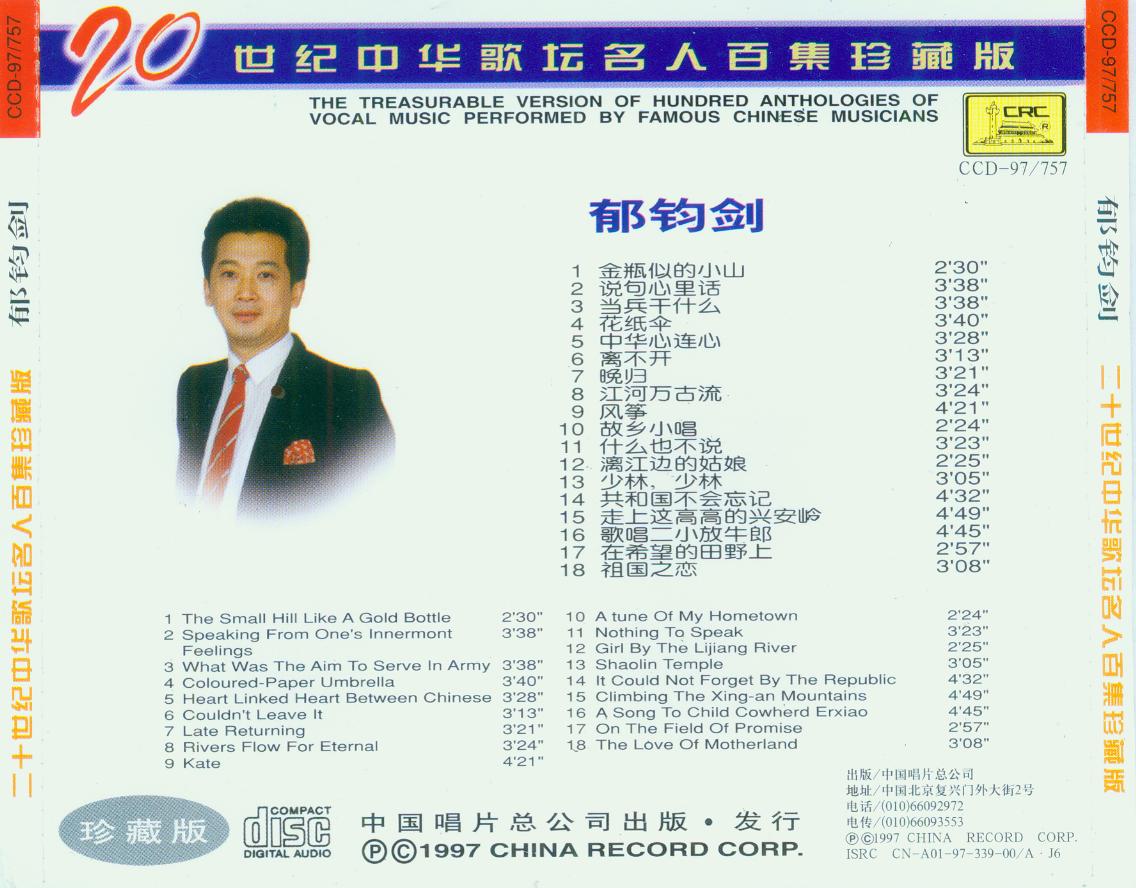 20世纪中华歌坛名人百集珍藏版
THE TREASURABLE VERSION OF HUNDRED ANTHOLOGIES OF
VOCAL MUSIC PERFORMED BY FAMOUS CHINESE MUSICIANS
CRC
R
CCD-97/757
CCD-97/757
郁钧剑
二十世纪中华歌坛名人百集珍藏版
郁钧剑
1 金瓶似的小山 2'30"
2 说句心里话 3'38"
3 当兵干什么 3'38"
4 花纸伞 3'40"
5 中华心连心 3'28"
6 离不开 3'13"
7 晚归 3'21"
8 江河万古流 3'24"
9 风筝 4'21"
10 故乡小唱 2'24"
11 什么也不说 3'23"
12 漓江边的姑娘 2'25"
13 少林，少林 3'05"
14 共和国不会忘记 4'32"
15 走上这高高的兴安岭 4'49"
16 歌唱二小放牛郎 4'45"
17 在希望的田野上 2'57"
18 祖国之恋 3'08"
1 The Small Hill Like A Gold Bottle 2'30"
2 Speaking From One's Innermont 3'38"
Feelings
3 What Was The Aim To Serve In Army 3'38"
4 Coloured-Paper Umbrella 3'40"
5 Heart Linked Heart Between Chinese 3'28"
6 Couldn't Leave It 3'13"
7 Late Returning 3'21"
8 Rivers Flow For Eternal 3'24"
9 Kate 4'21"
10 A tune Of My Hometown 2'24"
11 Nothing To Speak 3'23"
12 Girl By The Lijiang River 2'25"
13 Shaolin Temple 3'05"
14 It Could Not Forget By The Republic 4'32"
15 Climbing The Xing-an Mountains 4'49"
16 A Song To Child Cowherd Erxiao 4'45"
17 On The Field Of Promise 2'57"
18 The Love Of Motherland 3'08"
珍藏版
COMPACT
disc
DIGITAL AUDIO
中国唱片总公司出版·发行
ⓅⒸ1997 CHINA RECORD CORP.
出版/中国唱片总公司
地址/中国北京复兴门外大街2号
电话/(010)66092972
电传/(010)66093553
ⓅⒸ1997 CHINA RECORD CORP.
ISRC CN-A01-97-339-00/A·J6
CCD-97/757
郁钧剑
二十世纪中华歌坛名人百集珍藏版